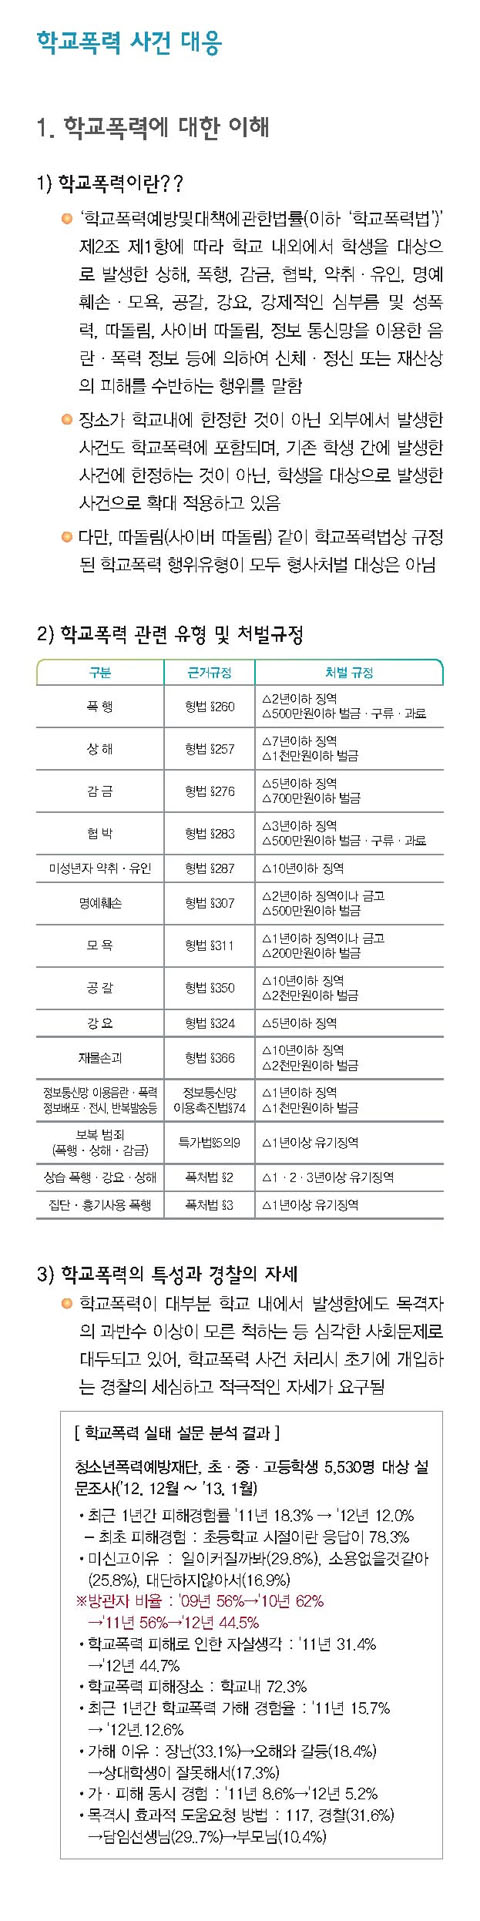 학교폭력 사건 대응
1. 학교폭력에 대한 이해
1) 학교폭력이란??
'학교폭력예방및대책에관한법률(이하 '학교폭력법')'
제2조 제1항에 따라 학교 내외에서 학생을 대상으
로 발생한 상해, 폭행, 감금, 협박, 약취·유인, 명예
훼손·모욕, 공갈, 강요, 강제적인 심부름 및 성폭
력, 따돌림, 사이버 따돌림, 정보 통신망을 이용한 음
란·폭력 정보 등에 의하여 신체·정신 또는 재산상
의 피해를 수반하는 행위를 말함
장소가 학교내에 한정한 것이 아닌 외부에서 발생한
사건도 학교폭력에 포함되며, 기존 학생 간에 발생한
사건에 한정하는 것이 아닌, 학생을 대상으로 발생한
사건으로 확대 적용하고 있음
다만, 따돌림(사이버 따돌림) 같이 학교폭력법상 규정
된 학교폭력 행위유형이 모두 형사처벌 대상은 아님
2) 학교폭력 관련 유형 및 처벌규정
구분 근거규정 처벌 규정
폭 행 형법 §260 △2년이하 징역
△500만원이하 벌금·구류·과료
상 해 형법 §257 △7년이하 징역
△1천만원이하 벌금
감 금 형법 §276 △5년이하 징역
△700만원이하 벌금
협 박 형법 §283 △3년이하 징역
△500만원이하 벌금·구류·과료
미성년자 약취·유인 형법 §287 △10년이하 징역
명예훼손 형법 §307 △2년이하 징역이나 금고
△500만원이하 벌금
모 욕 형법 §311 △1년이하 징역이나 금고
△200만원이하 벌금
공 갈 형법 §350 △10년이하 징역
△2천만원이하 벌금
강 요 형법 §324 △5년이하 징역
재물손괴 형법 §366 △10년이하 징역
△2천만원이하 벌금
정보통신망 이용음란·폭력 정보통신망 △1년이하 징역
정보배포·전시, 반복발송등 이용촉진법§74 △1천만원이하 벌금
보복 범죄
(폭행·상해·감금) 특가법§5의9 △1년이상 유기징역
상습 폭행·강요·상해 폭처법 §2 △1·2·3년이상 유기징역
집단·흉기사용 폭행 폭처법 §3 △1년이상 유기징역
3) 학교폭력의 특성과 경찰의 자세
학교폭력이 대부분 학교 내에서 발생함에도 목격자
의 과반수 이상이 모른 척하는 등 심각한 사회문제로
대두되고 있어, 학교폭력 사건 처리시 초기에 개입하
는 경찰의 세심하고 적극적인 자세가 요구됨
[ 학교폭력 실태 설문 분석 결과 ]
청소년폭력예방재단, 초·중·고등학생 5,530명 대상 설
문조사('12. 12월 ~ '13. 1월)
·최근 1년간 피해경험률 '11년 18.3% → '12년 12.0%
- 최초 피해경험 : 초등학교 시절이란 응답이 78.3%
·미신고이유 : 일이커질까봐(29.8%), 소용없을것같아
(25.8%), 대단하지않아서(16.9%)
※방관자 비율 : '09년 56%→'10년 62%
→'11년 56%→'12년 44.5%
·학교폭력 피해로 인한 자살생각 : '11년 31.4%
→'12년 44.7%
·학교폭력 피해장소 : 학교내 72.3%
·최근 1년간 학교폭력 가해 경험율 : '11년 15.7%
→ '12년.12.6%
·가해 이유 : 장난(33.1%)→오해와 갈등(18.4%)
→상대학생이 잘못해서(17.3%)
·가·피해 동시 경험 : '11년 8.6%→'12년 5.2%
·목격시 효과적 도움요청 방법 : 117, 경찰(31.6%)
→담임선생님(29..7%)→부모님(10.4%)